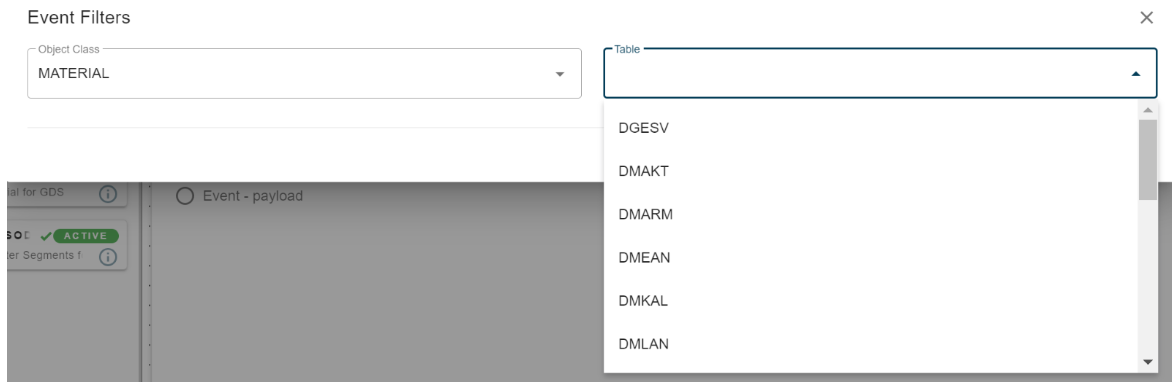 Event Filters
Object Class
MATERIAL
Table
DGESV
DMAKT
DMARM
DMEAN
DMKAL
DMLAN
ial for GDS
Event - payload
ACTIVE
ter Segments f